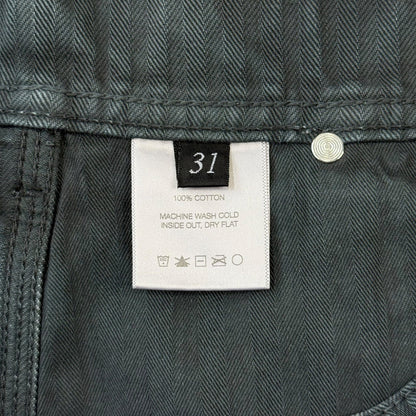 31
100% COTTON
MACHINE WASH COLD
INSIDE OUT, DRY FLAT